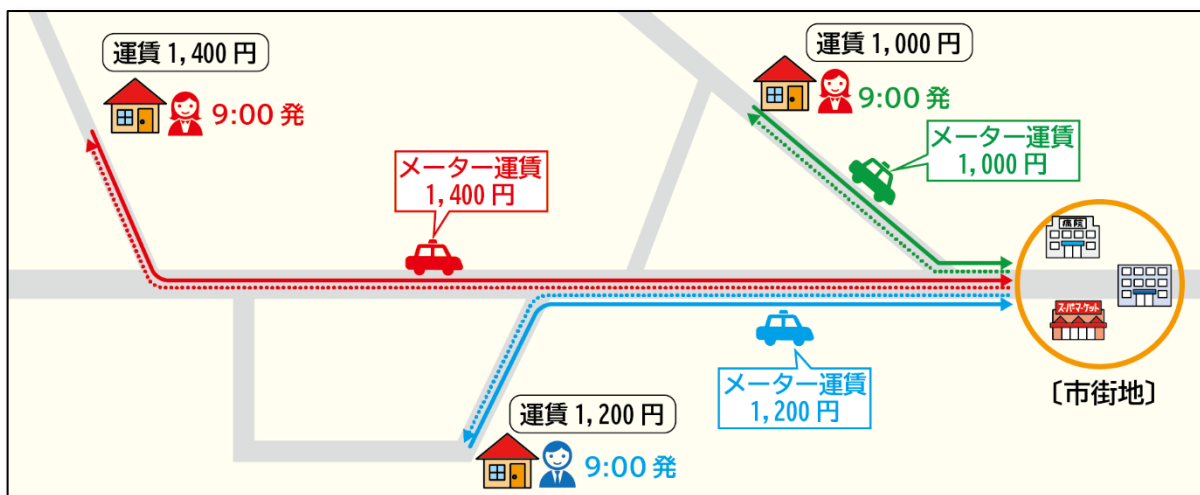 運賃 1,400 円
9:00 発
運賃 1,000 円
9:00 発
メーター運賃
1,400 円
メーター運賃
1,000 円
病院
スーパーマーケット
〔市街地〕
メーター運賃
1,200 円
運賃 1,200 円
9:00 発